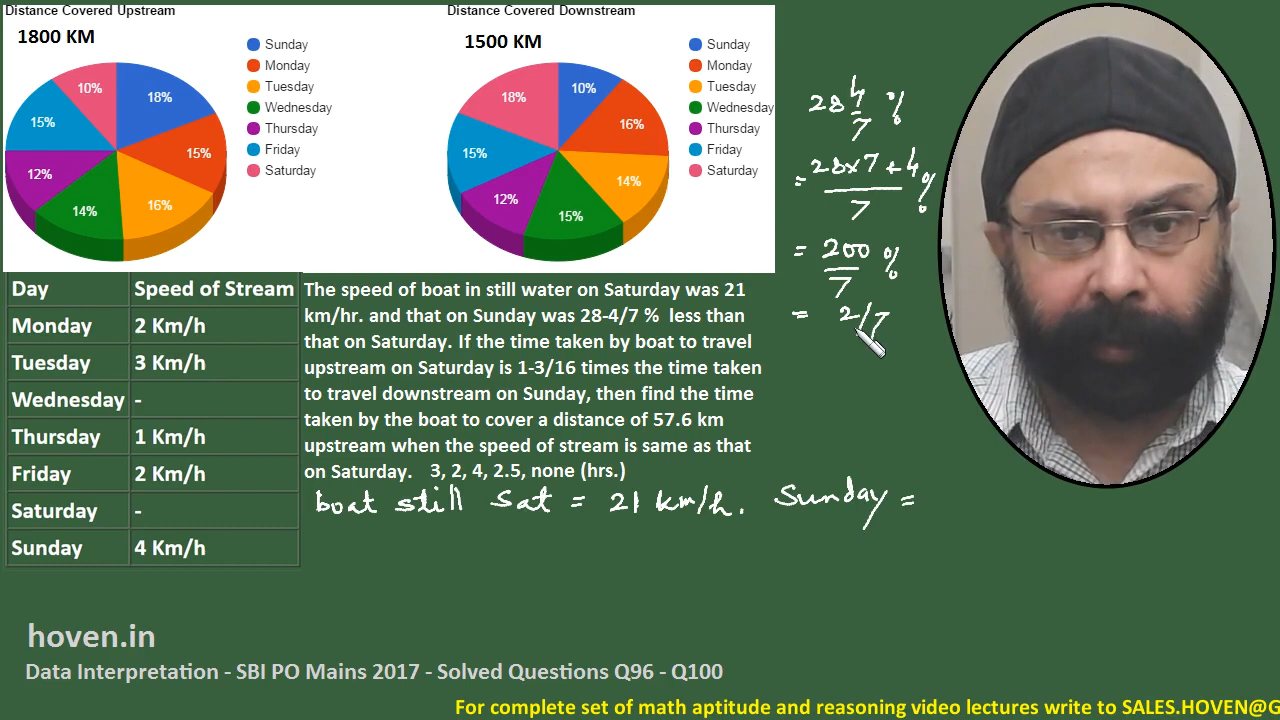 Distance Covered Upstream
1800 KM
18%
15%
16%
14%
12%
15%
10%
Sunday
Monday
Tuesday
Wednesday
Thursday
Friday
Saturday
Distance Covered Downstream
1500 KM
10%
16%
14%
15%
12%
15%
18%
Sunday
Monday
Tuesday
Wednesday
Thursday
Friday
Saturday
28 4/7 %
= 28x7+4/7 %
= 200/7 %
= 2/7
Day Speed of Stream
Monday 2 Km/h
Tuesday 3 Km/h
Wednesday -
Thursday 1 Km/h
Friday 2 Km/h
Saturday -
Sunday 4 Km/h
The speed of boat in still water on Saturday was 21
km/hr. and that on Sunday was 28-4/7 % less than
that on Saturday. If the time taken by boat to travel
upstream on Saturday is 1-3/16 times the time taken
to travel downstream on Sunday, then find the time
taken by the boat to cover a distance of 57.6 km
upstream when the speed of stream is same as that
on Saturday. 3, 2, 4, 2.5, none (hrs.)
boat still Sat = 21 km/h. Sunday =
hoven.in
Data Interpretation - SBI PO Mains 2017 - Solved Questions Q96 - Q100
For complete set of math aptitude and reasoning video lectures write to SALES.HOVEN@G